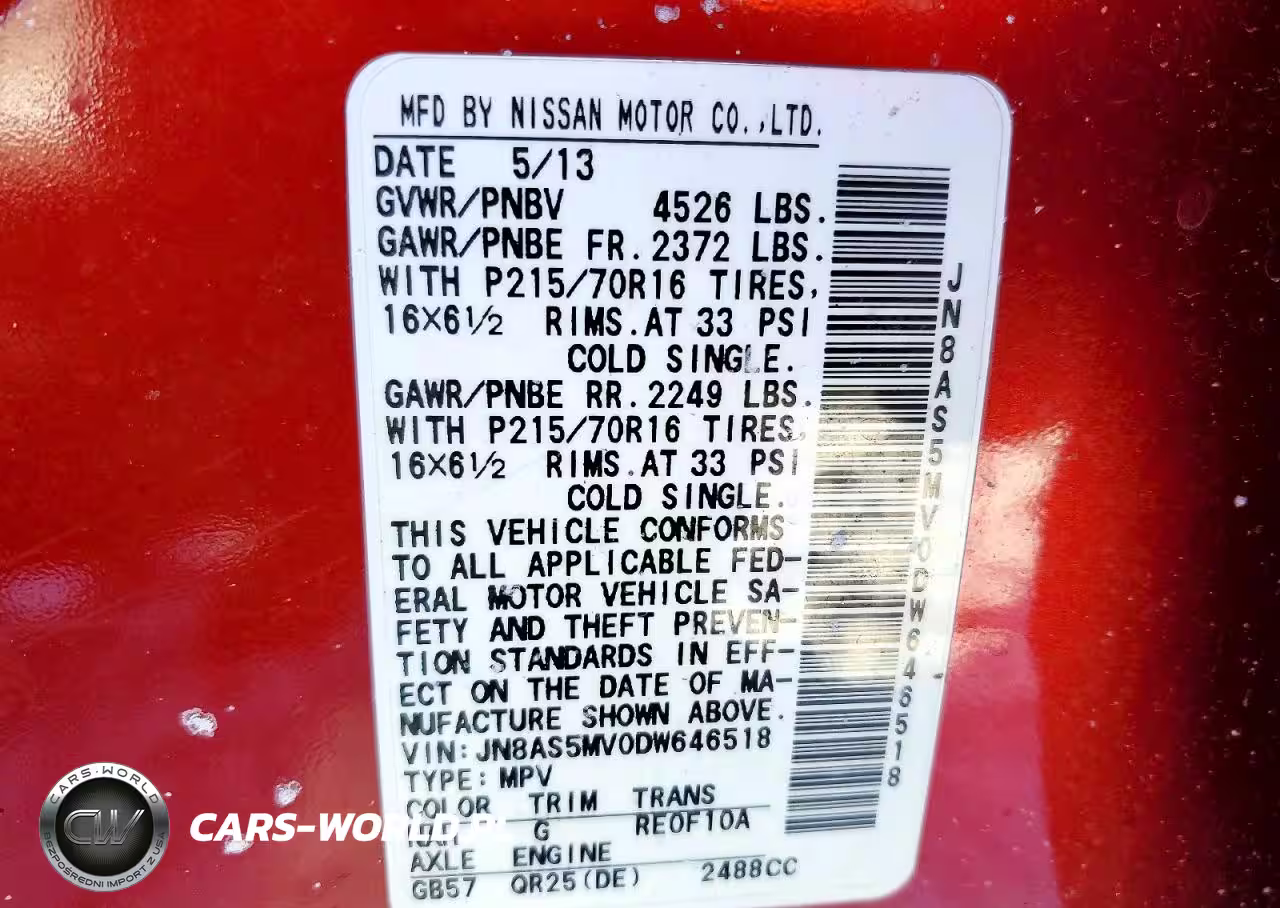 MFD BY NISSAN MOTOR CO.,LTD.
DATE 5/13
GVWR/PNBV 4526 LBS.
GAWR/PNBE FR. 2372 LBS.
WITH P215/70R16 TIRES,
16×6½ RIMS. AT 33 PSI
COLD SINGLE.
GAWR/PNBE RR. 2249 LBS.
WITH P215/70R16 TIRES,
16×6½ RIMS. AT 33 PSI
COLD SINGLE.
THIS VEHICLE CONFORMS
TO ALL APPLICABLE FED-
ERAL MOTOR VEHICLE SA-
FETY AND THEFT PREVEN-
TION STANDARDS IN EFF-
ECT ON THE DATE OF MA-
NUFACTURE SHOWN ABOVE.
VIN: JN8AS5MV0DW646518
TYPE: MPV
COLOR TRIM TRANS
G RE0F10A
AXLE ENGINE
GB57 QR25(DE) 2488CC
JN8AS5MV0DW646518
CARS-WORLD
CW
BEZPOŚREDNI IMPORT Z USA
CARS-WORLD.PL